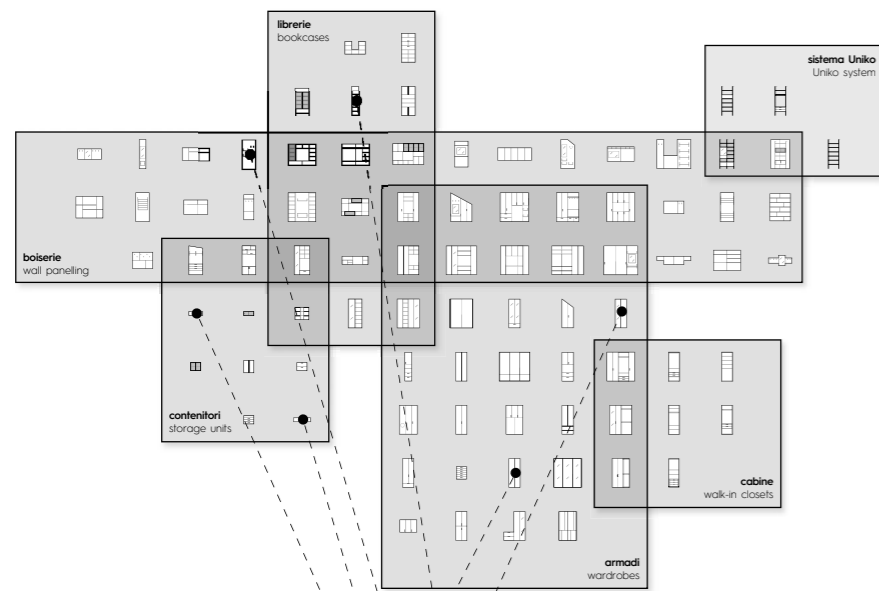 librerie
bookcases
sistema Uniko
Uniko system
boiserie
wall panelling
contenitori
storage units
cabine
walk-in closets
armadi
wardrobes